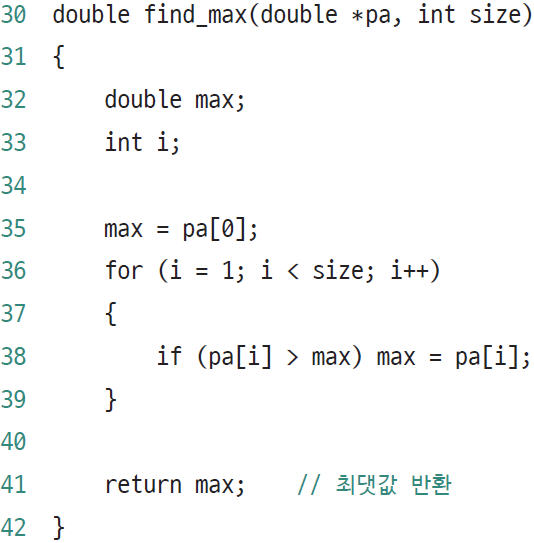 30 double find_max(double *pa, int size)
31 {
32     double max;
33     int i;
34
35     max = pa[0];
36     for (i = 1; i < size; i++)
37     {
38         if (pa[i] > max) max = pa[i];
39     }
40
41     return max;    // 최댓값 반환
42 }